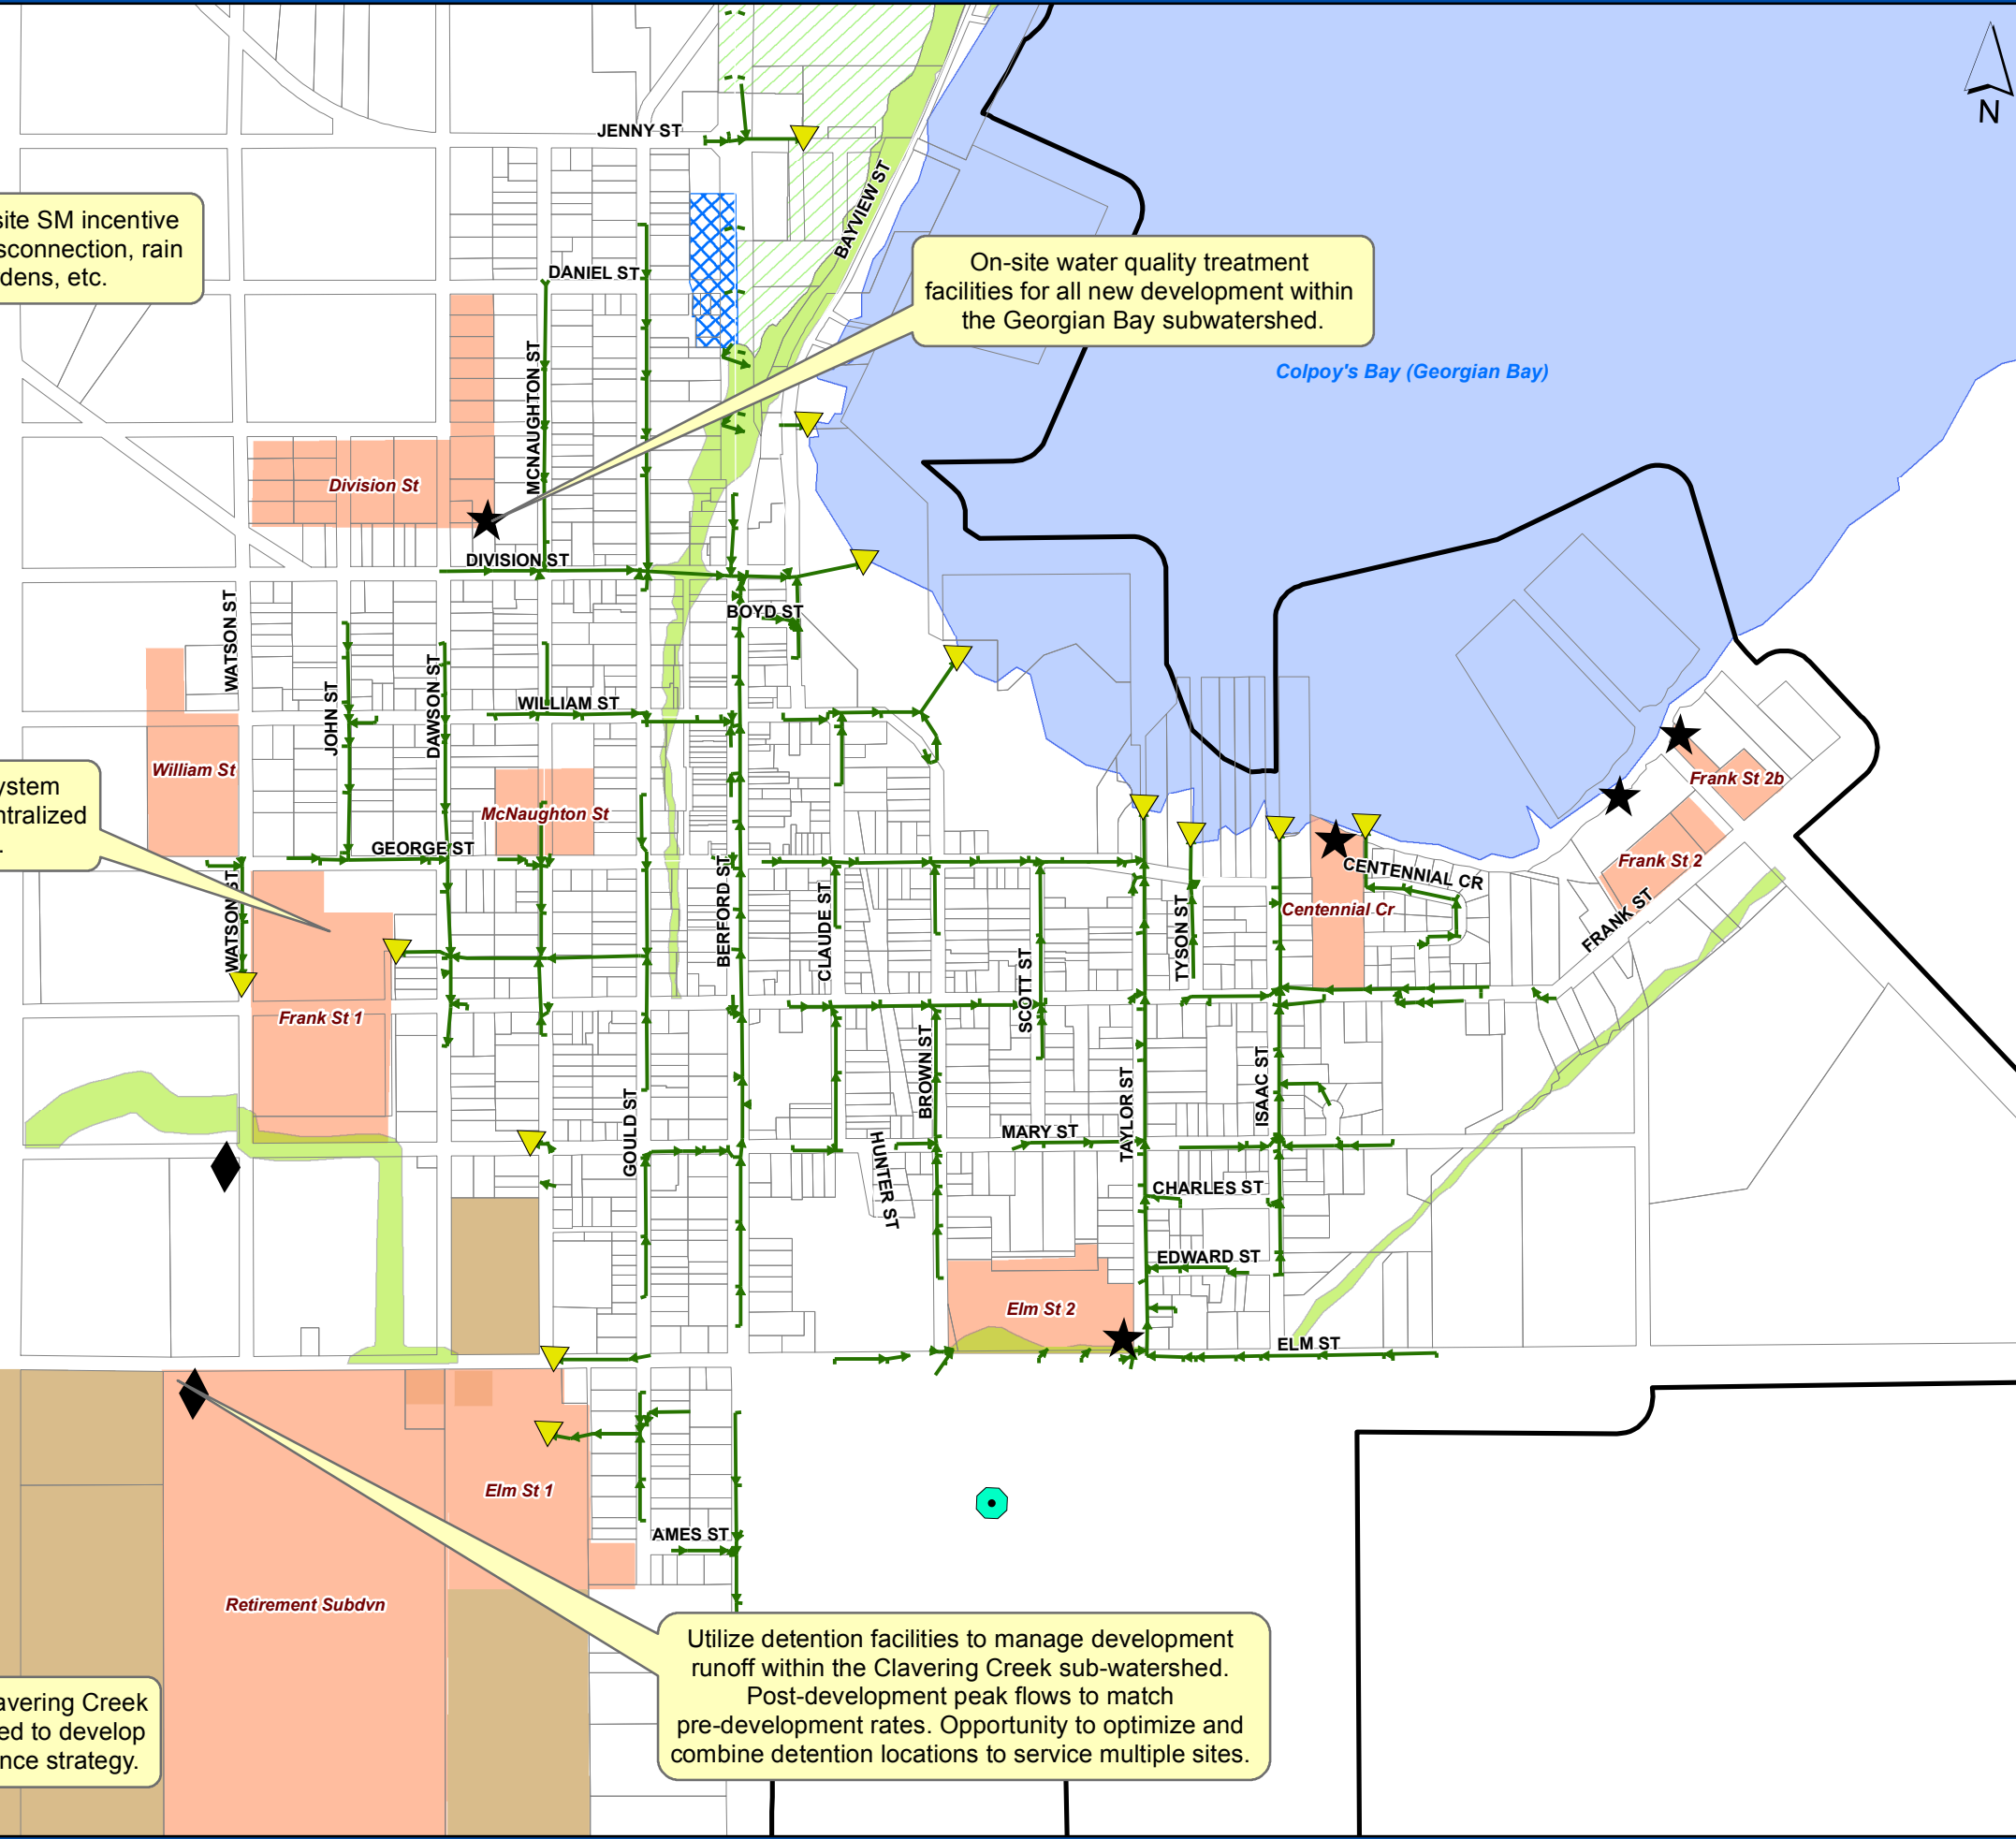 N
JENNY ST
BAYVIEW ST
site SM incentive
sconnection, rain
dens, etc.
DANIEL ST
On-site water quality treatment
facilities for all new development within
the Georgian Bay subwatershed.
Colpoy's Bay (Georgian Bay)
MCNAUGHTON ST
Division St
DIVISION ST
BOYD ST
WATSON ST
JOHN ST
DAWSON ST
WILLIAM ST
William St
McNaughton St
ystem
ntralized
.
GEORGE ST
Frank St 2b
Frank St 2
FRANK ST
CENTENNIAL CR
Centennial Cr
WATSON ST
BERFORD ST
CLAUDE ST
SCOTT ST
TYSON ST
Frank St 1
BROWN ST
GOULD ST
HUNTER ST
MARY ST
TAYLOR ST
ISAAC ST
CHARLES ST
EDWARD ST
Elm St 2
ELM ST
Elm St 1
AMES ST
Retirement Subdvn
Utilize detention facilities to manage development
runoff within the Clavering Creek sub-watershed.
Post-development peak flows to match
pre-development rates. Opportunity to optimize and
combine detention locations to service multiple sites.
avering Creek
ed to develop
nce strategy.